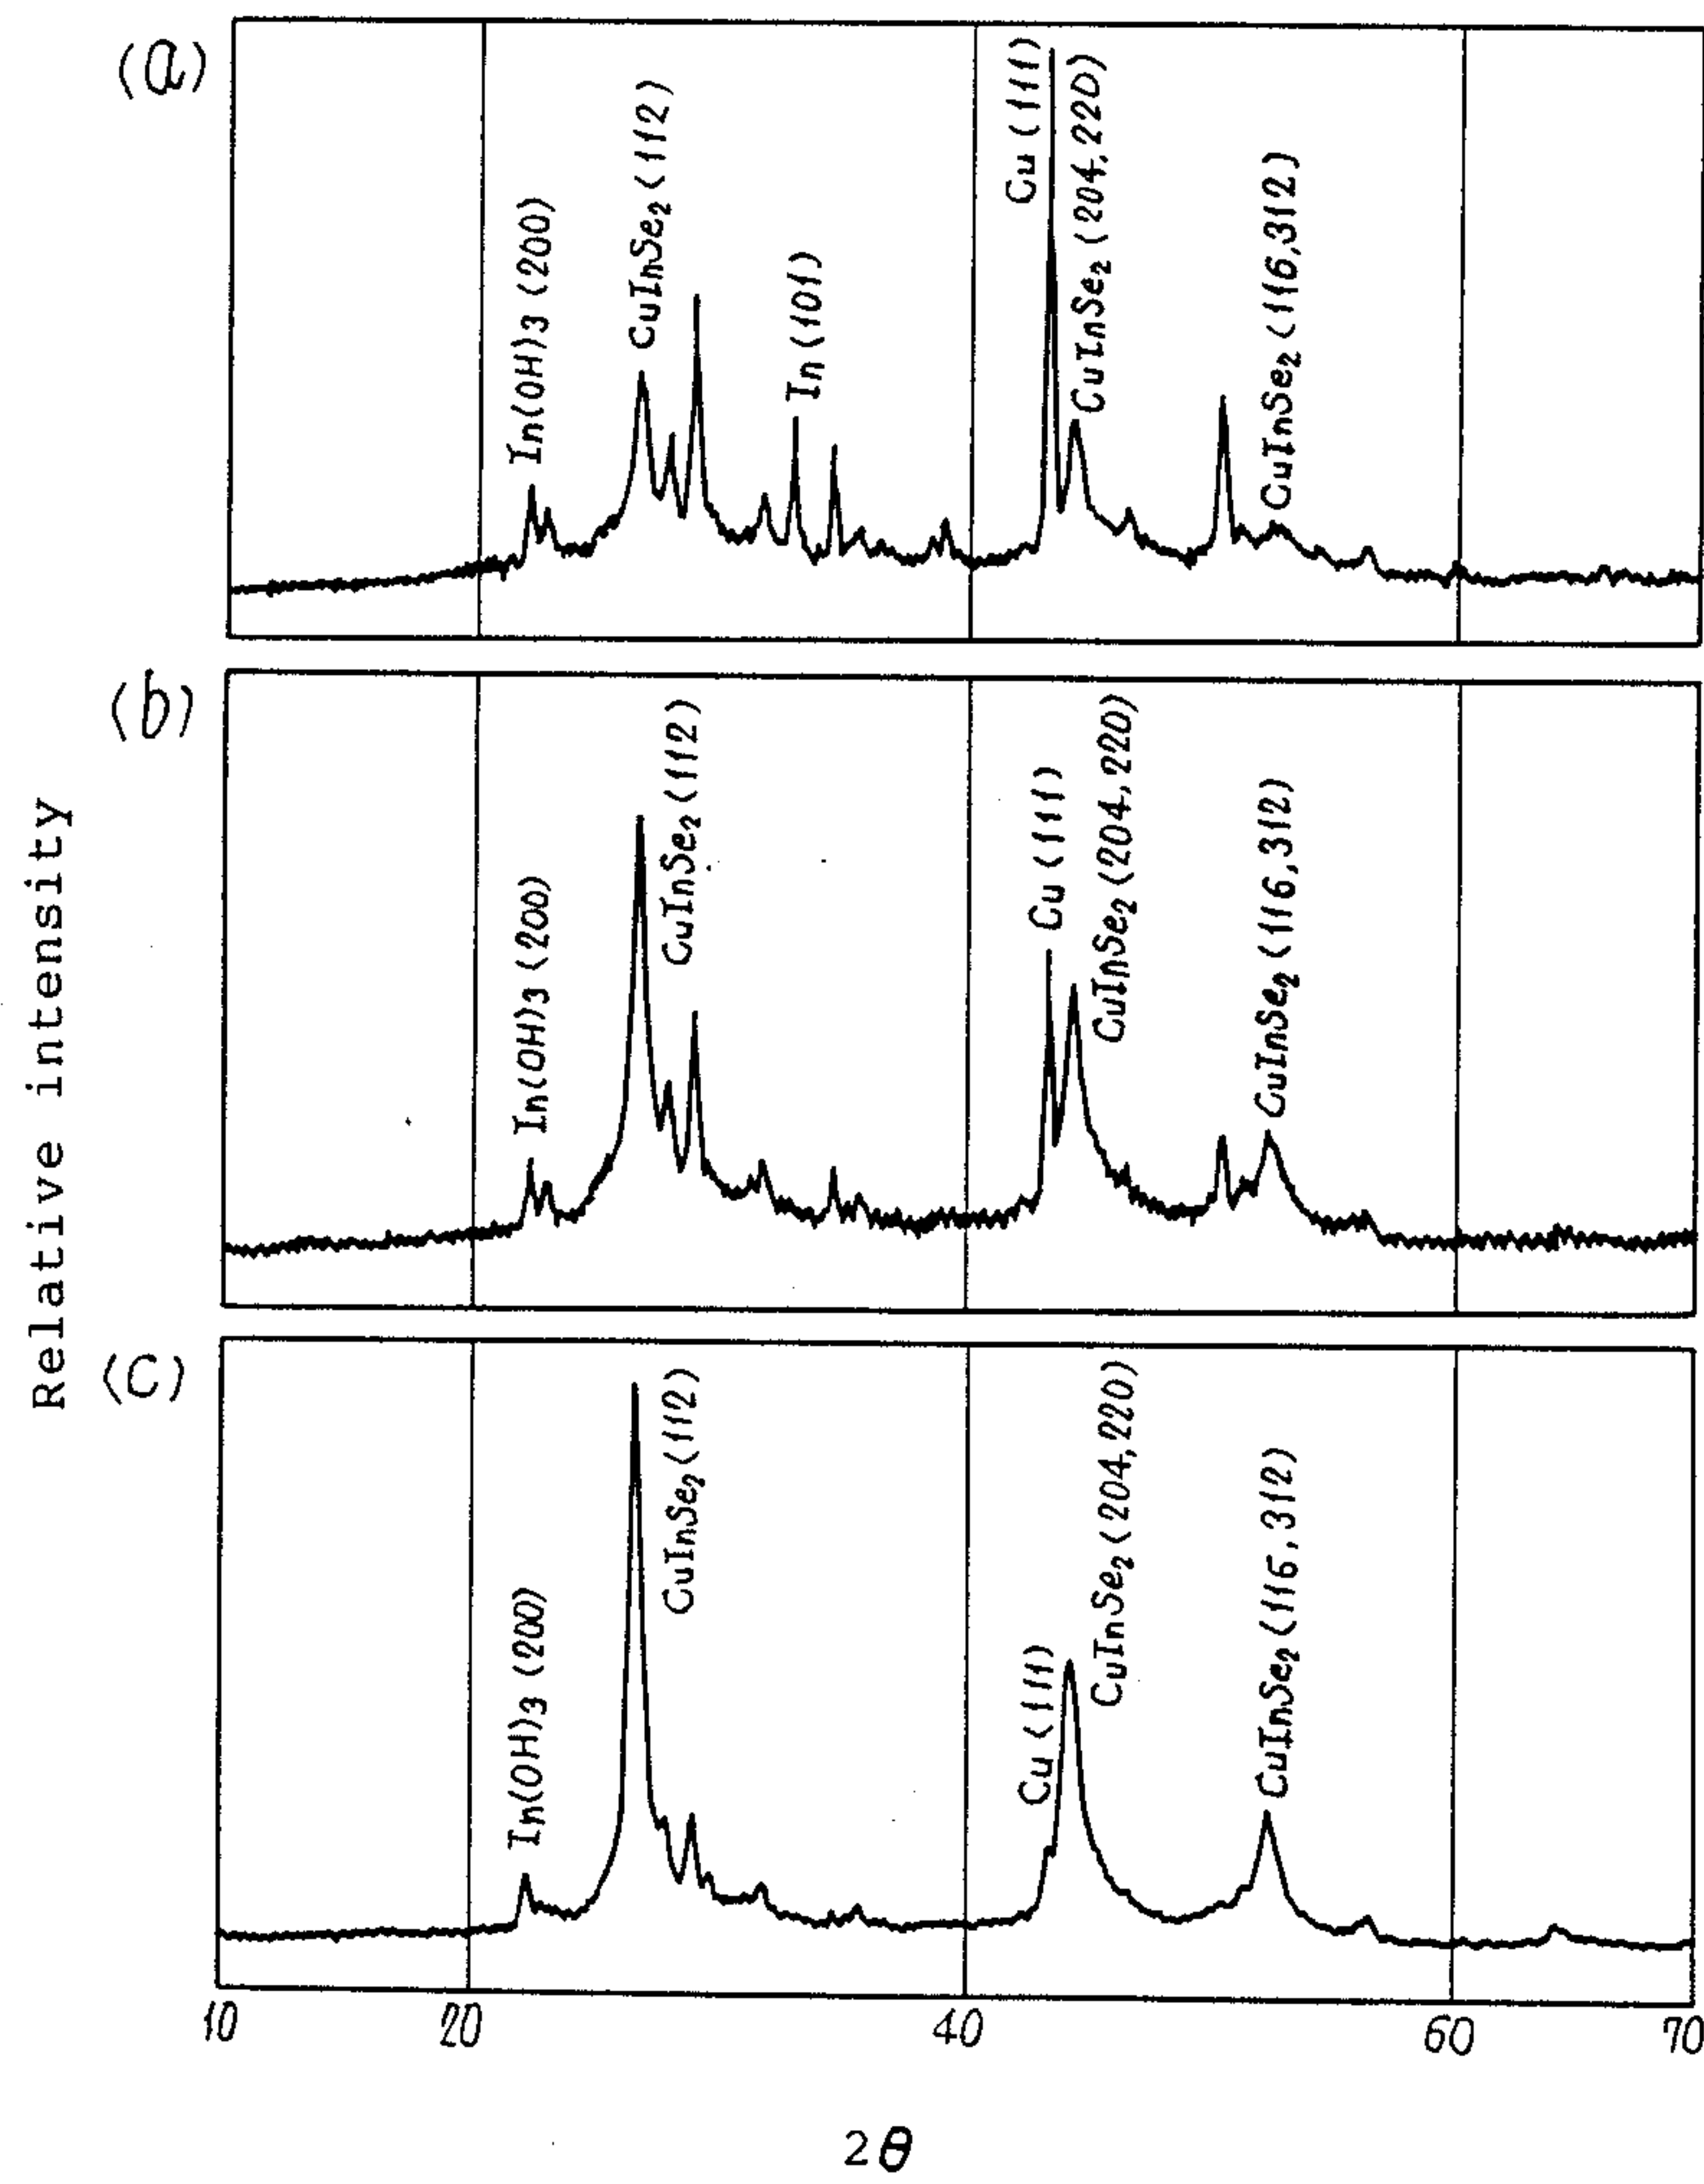 Relative intensity
(a)
In(OH)3 (200)
CuInSe2 (112)
In (101)
Cu (111)
CuInSe2 (204,220)
CuInSe2 (116,312)
(b)
In(OH)3 (200)
CuInSe2 (112)
Cu (111)
CuInSe2 (204,220)
CuInSe2 (116,312)
(C)
In(OH)3 (200)
CuInSe2 (112)
Cu (111)
CuInSe2 (204,220)
CuInSe2 (116,312)
10 20 40 60 70
2θ